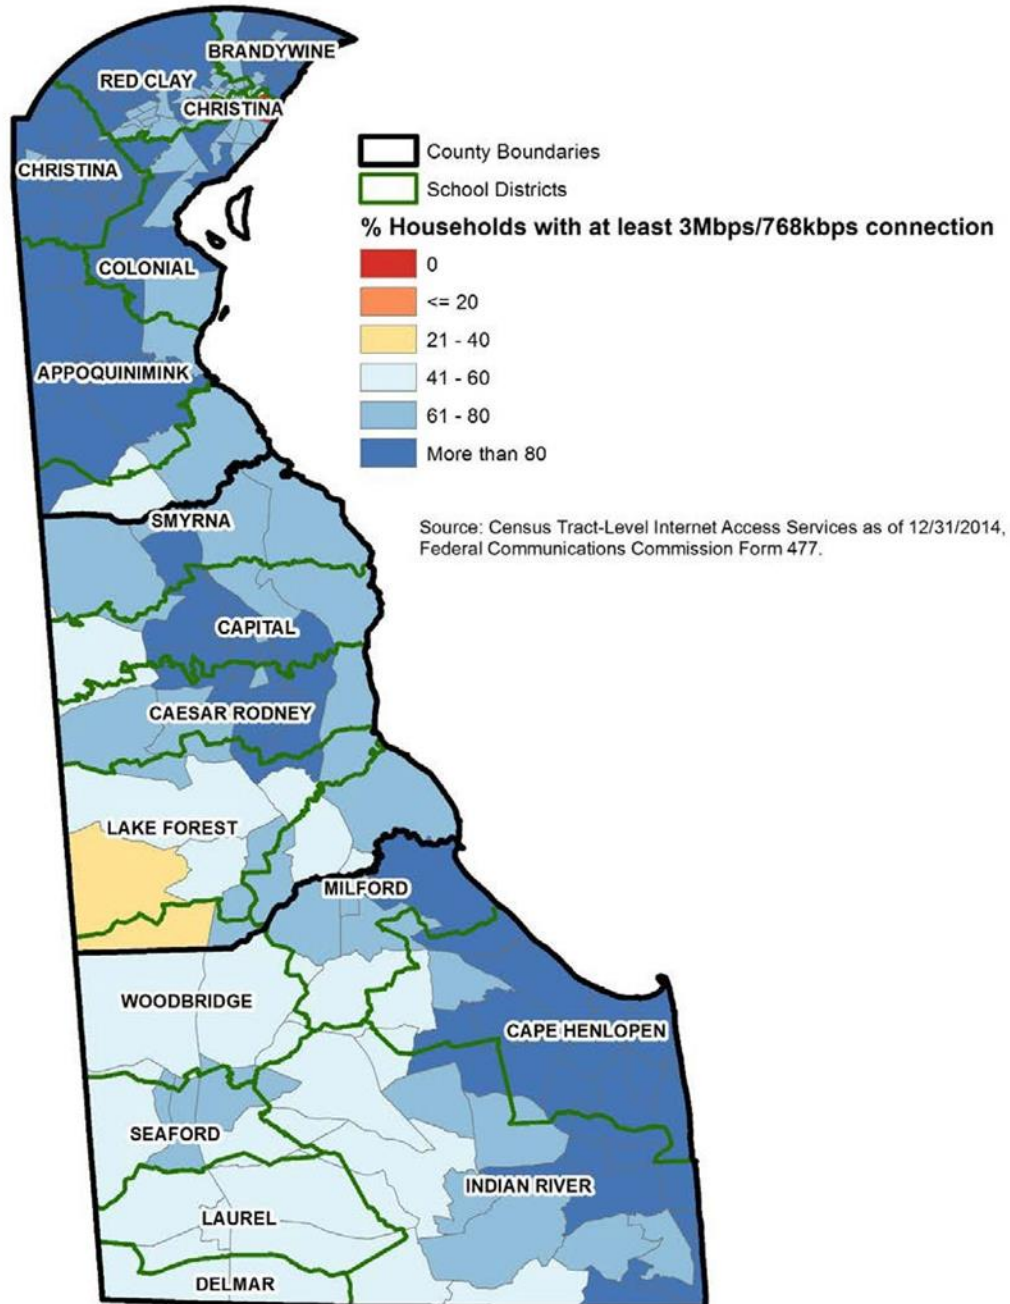 BRANDYWINE
RED CLAY
CHRISTINA
CHRISTINA
COLONIAL
APPOQUINIMINK
SMYRNA
CAPITAL
CAESAR RODNEY
LAKE FOREST
MILFORD
WOODBRIDGE
CAPE HENLOPEN
SEAFORD
INDIAN RIVER
LAUREL
DELMAR
County Boundaries
School Districts
% Households with at least 3Mbps/768kbps connection
0
<= 20
21 - 40
41 - 60
61 - 80
More than 80
Source: Census Tract-Level Internet Access Services as of 12/31/2014,
Federal Communications Commission Form 477.